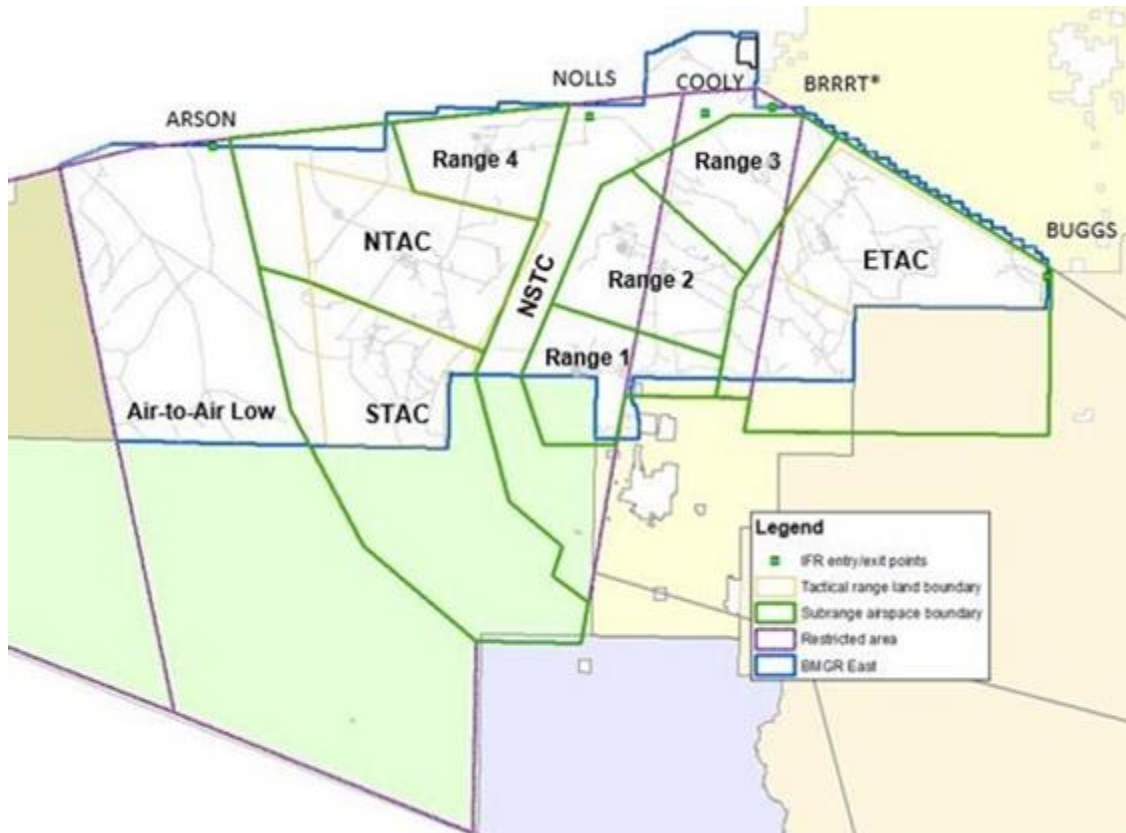 NOLLS
COOLY
BRRRT*
ARSON
Range 4
Range 3
BUGGS
NTAC
ETAC
NSTC
Range 2
Range 1
Air-to-Air Low
STAC
Legend
IFR entry/exit points
Tactical range land boundary
Subrange airspace boundary
Restricted area
BMGR East